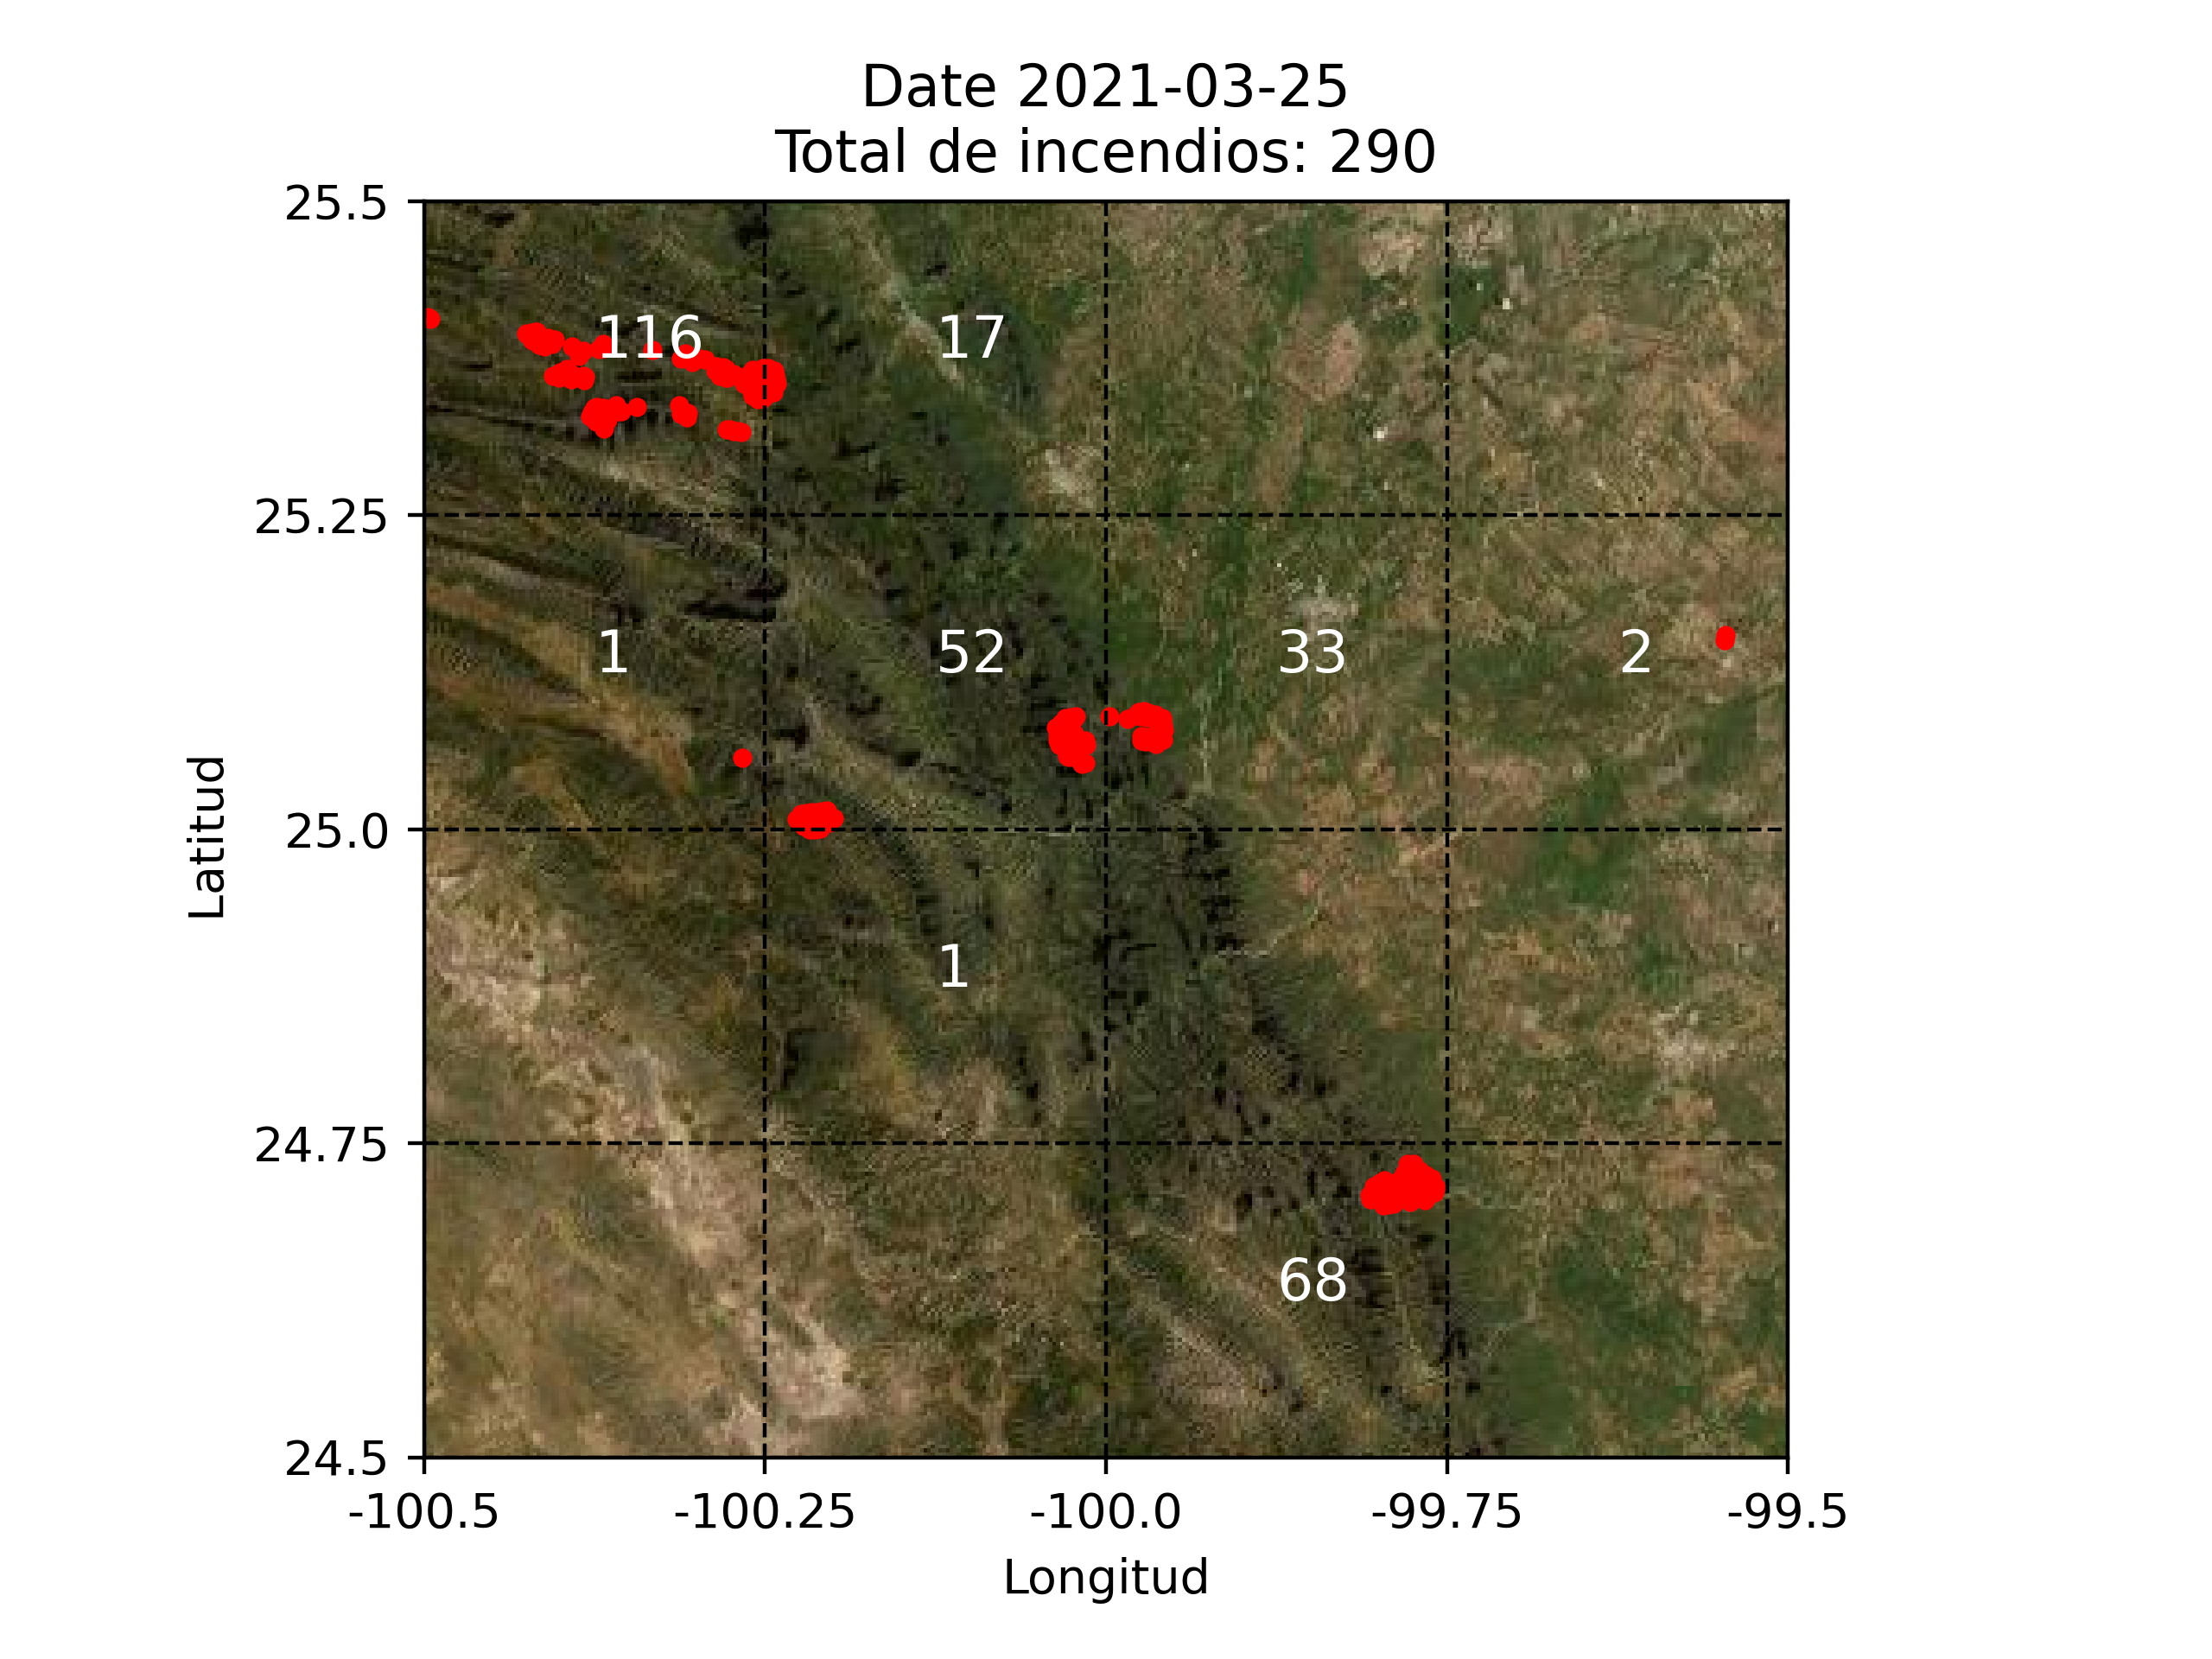 Date 2021-03-25
Total de incendios: 290
25.5
116 17
25.25
1 52 33 2
Latitud
25.0
1
24.75
68
24.5
-100.5 -100.25 -100.0 -99.75 -99.5
Longitud